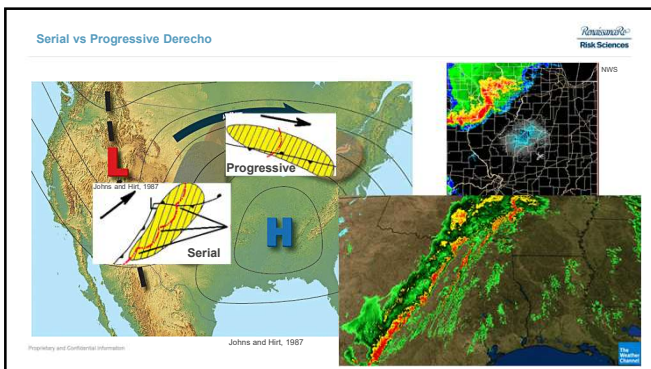 Serial vs Progressive Derecho
RenaissanceRe
Risk Sciences
NWS
L
Johns and Hirt, 1987
Progressive
Serial
H
Johns and Hirt, 1987
Proprietary and Confidential Information
The
Weather
Channel